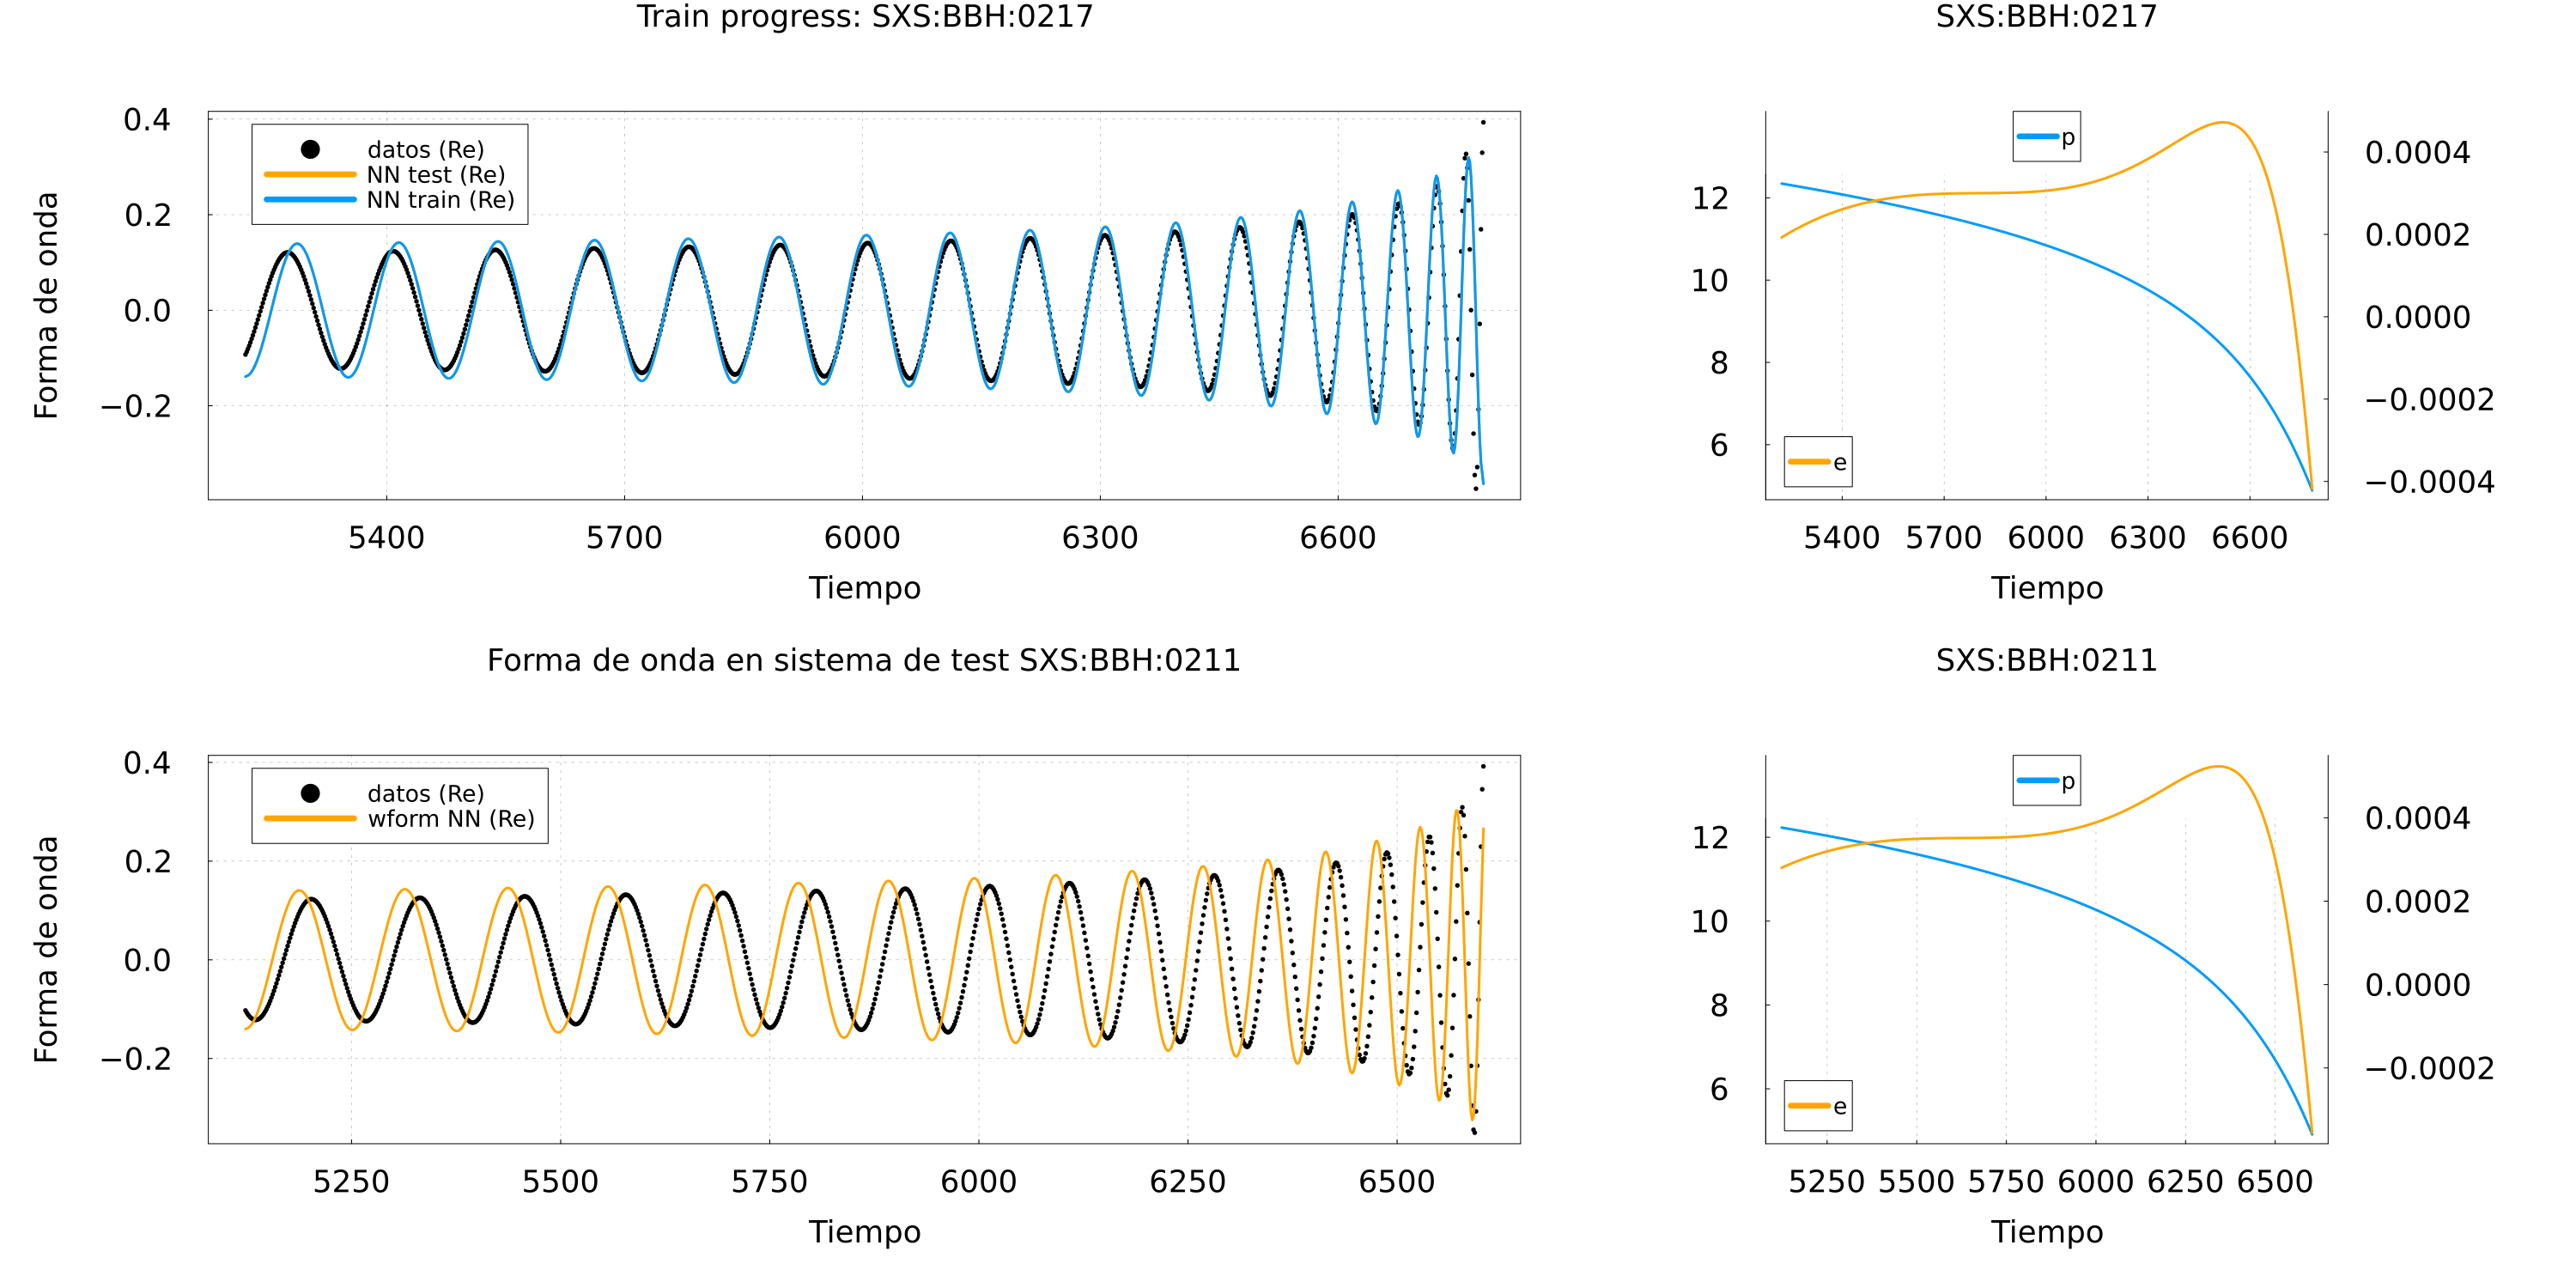 Train progress: SXS:BBH:0217
0.4
0.2
0.0
−0.2
Forma de onda
datos (Re)
NN test (Re)
NN train (Re)
5400 5700 6000 6300 6600
Tiempo
SXS:BBH:0217
12
10
8
6
p
e
0.0004
0.0002
0.0000
−0.0002
−0.0004
5400 5700 6000 6300 6600
Tiempo
Forma de onda en sistema de test SXS:BBH:0211
0.4
0.2
0.0
−0.2
Forma de onda
datos (Re)
wform NN (Re)
5250 5500 5750 6000 6250 6500
Tiempo
SXS:BBH:0211
12
10
8
6
p
e
0.0004
0.0002
0.0000
−0.0002
5250 5500 5750 6000 6250 6500
Tiempo